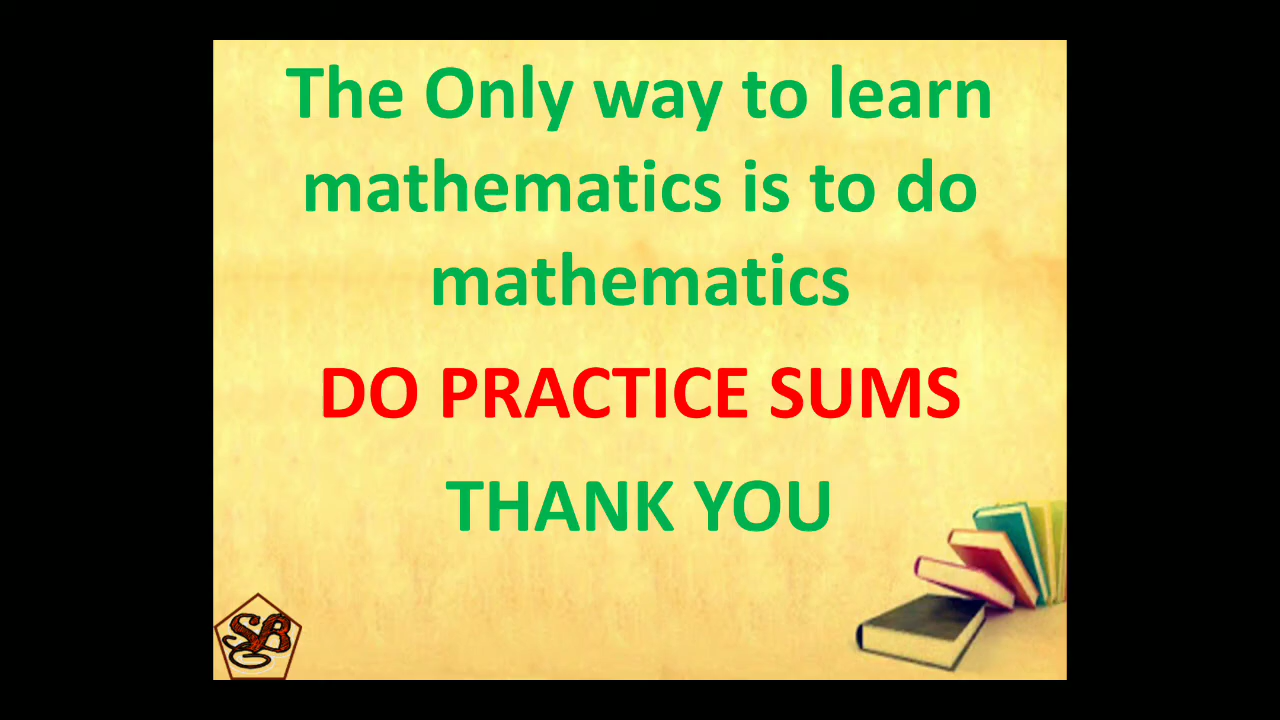 The Only way to learn
mathematics is to do
mathematics
DO PRACTICE SUMS
THANK YOU